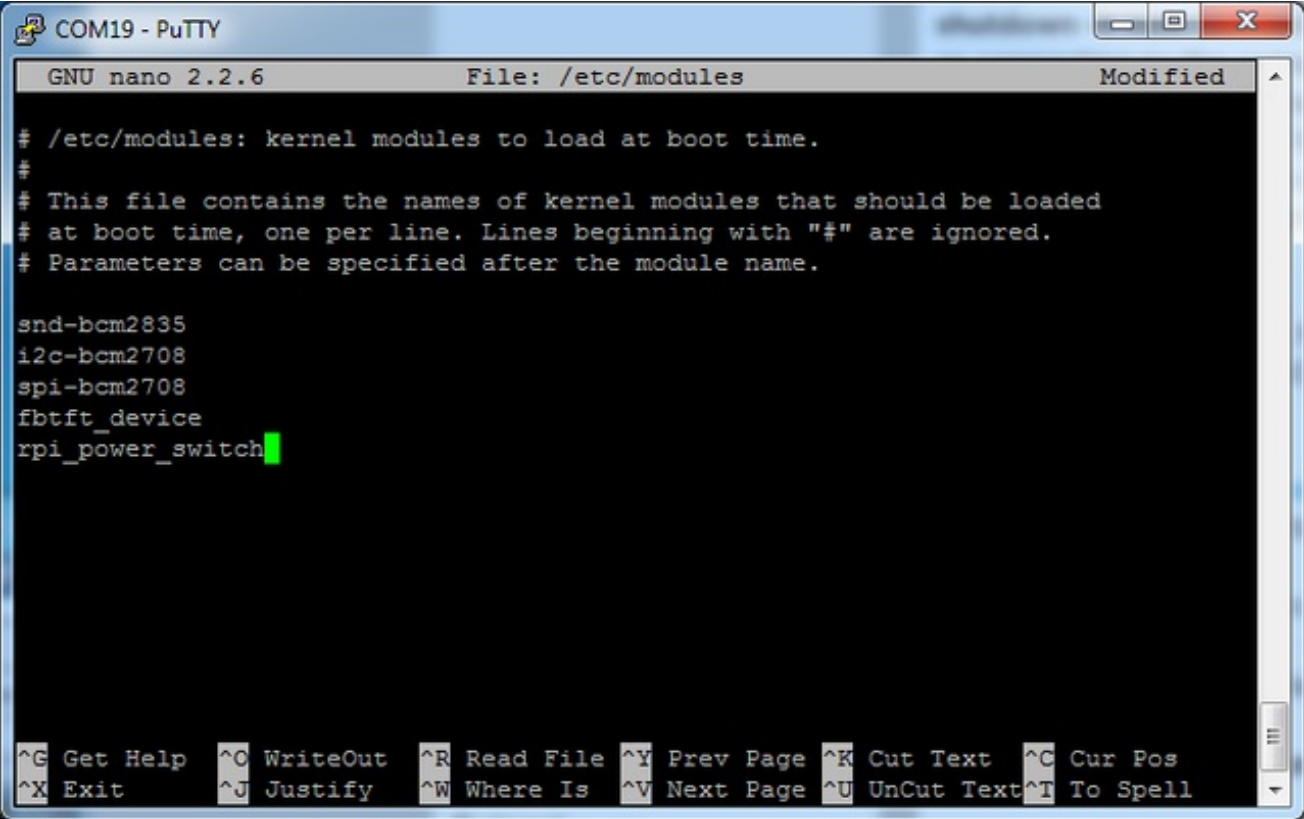 COM19 - PuTTY
GNU nano 2.2.6 File: /etc/modules Modified
# /etc/modules: kernel modules to load at boot time.
#
# This file contains the names of kernel modules that should be loaded
# at boot time, one per line. Lines beginning with "#" are ignored.
# Parameters can be specified after the module name.
snd-bcm2835
i2c-bcm2708
spi-bcm2708
fbtft_device
rpi_power_switch
^G Get Help ^O WriteOut ^R Read File ^Y Prev Page ^K Cut Text ^C Cur Pos
^X Exit ^J Justify ^W Where Is ^V Next Page ^U UnCut Text^T To Spell